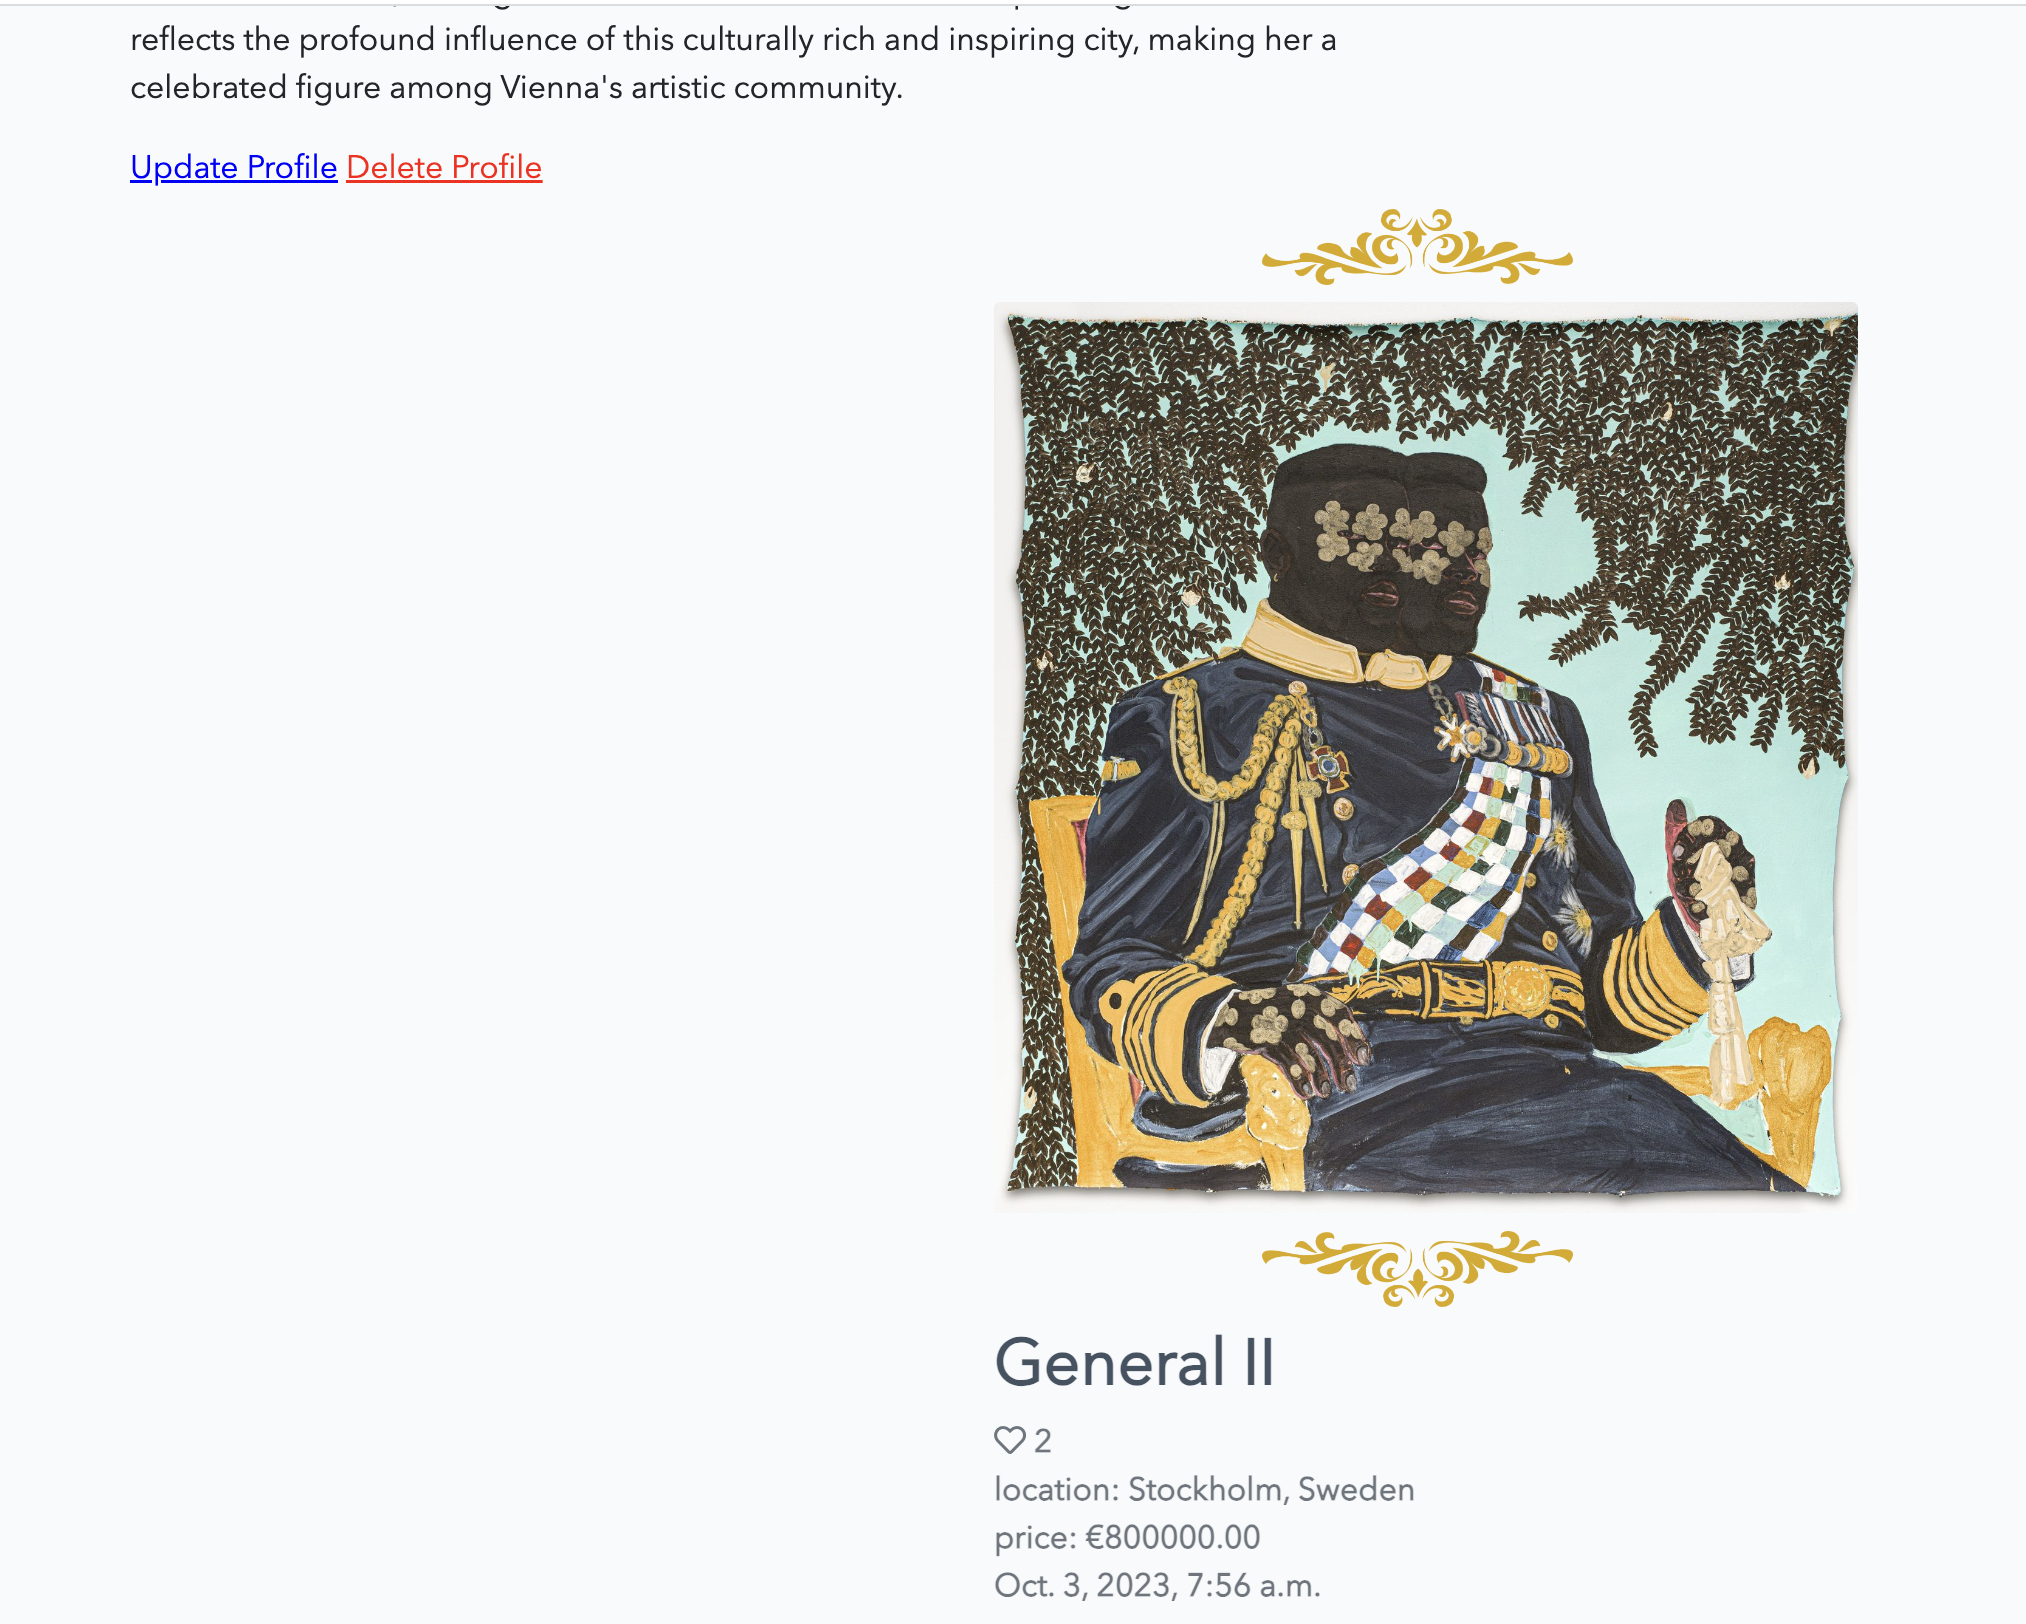 reflects the profound influence of this culturally rich and inspiring city, making her a
celebrated figure among Vienna's artistic community.
Update Profile Delete Profile
General II
2
location: Stockholm, Sweden
price: €800000.00
Oct. 3, 2023, 7:56 a.m.